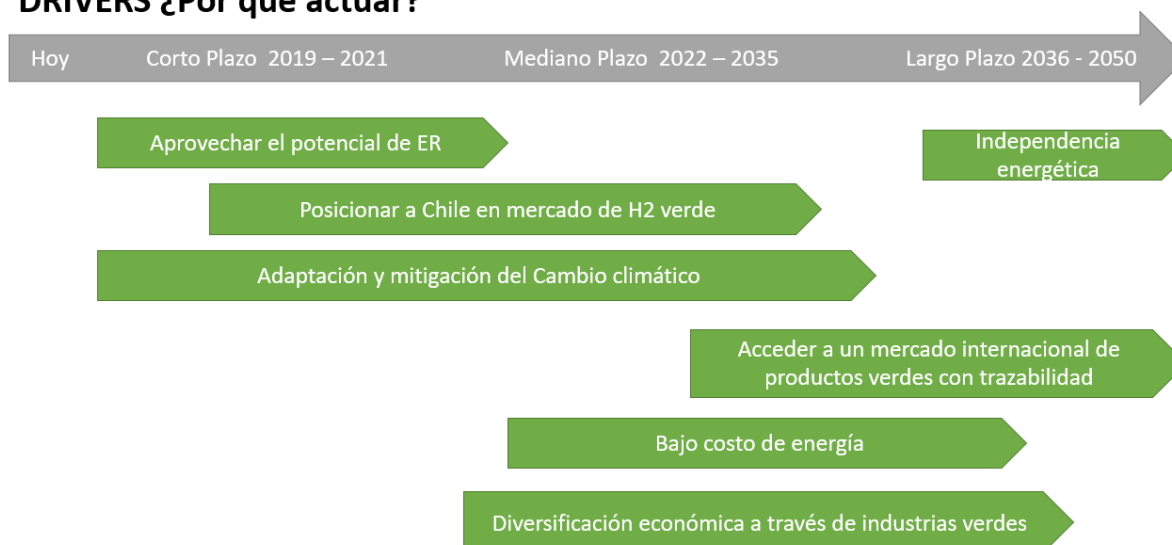 DRIVERS ¿Por qué actuar?
Hoy
Corto Plazo 2019 – 2021
Mediano Plazo 2022 – 2035
Largo Plazo 2036 - 2050
Aprovechar el potencial de ER
Independencia
energética
Posicionar a Chile en mercado de H2 verde
Adaptación y mitigación del Cambio climático
Acceder a un mercado internacional de
productos verdes con trazabilidad
Bajo costo de energía
Diversificación económica a través de industrias verdes